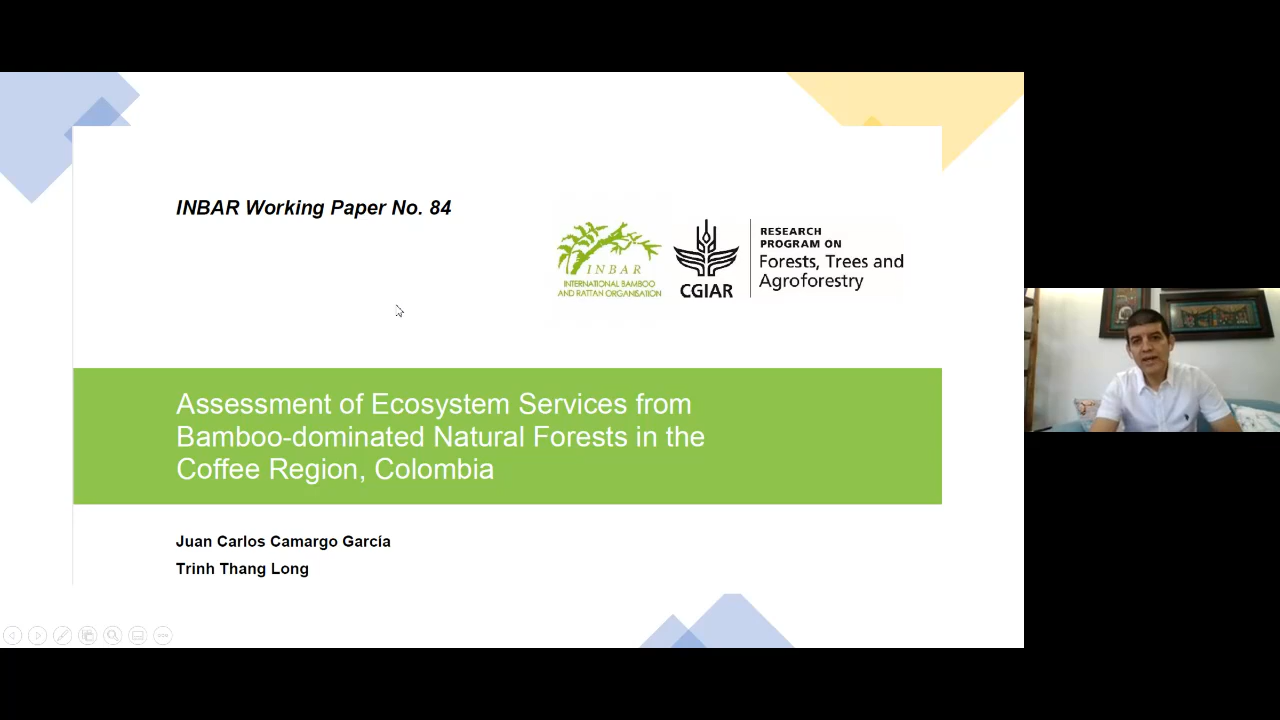 INBAR Working Paper No. 84
INBAR
INTERNATIONAL BAMBOO
AND RATTAN ORGANISATION
CGIAR
RESEARCH
PROGRAM ON
Forests, Trees and
Agroforestry
Assessment of Ecosystem Services from
Bamboo-dominated Natural Forests in the
Coffee Region, Colombia
Juan Carlos Camargo García
Trinh Thang Long